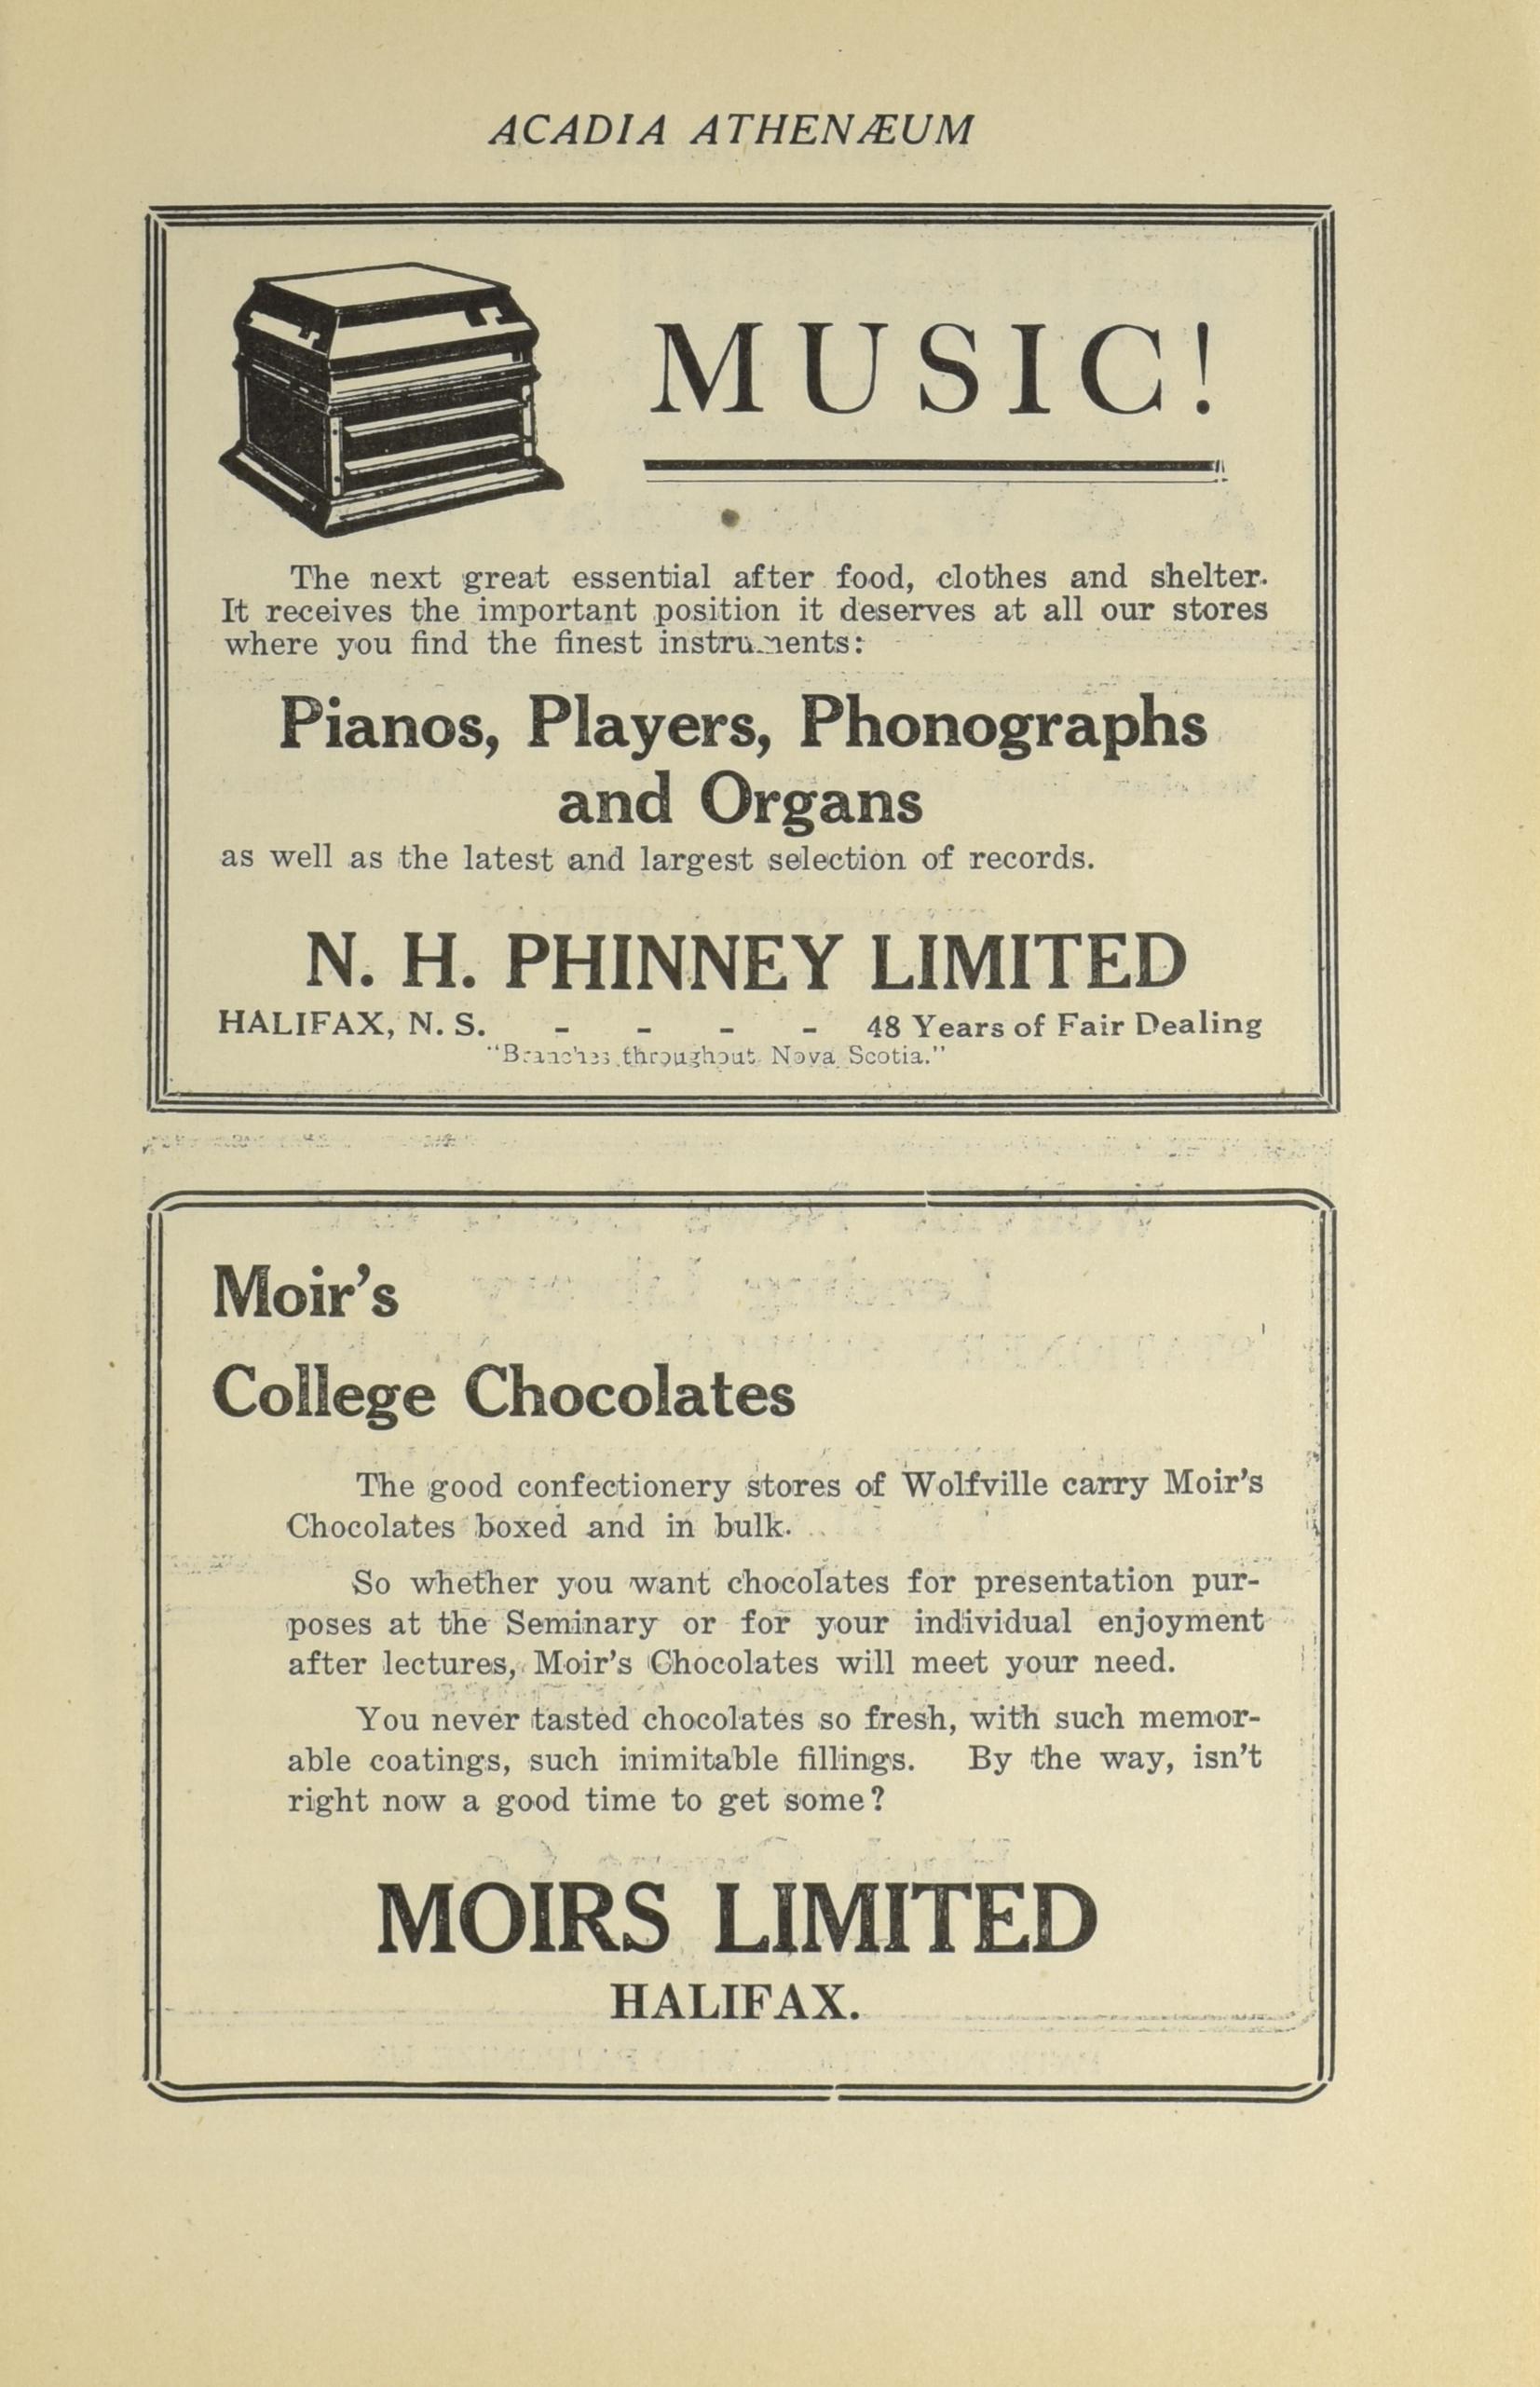 ACADIA ATHENÆUM
MUSIC!
The next great essential after food, clothes and shelter.
It receives the important position it deserves at all our stores
where you find the finest instruments:
Pianos, Players, Phonographs
and Organs
as well as the latest and largest selection of records.
N. H. PHINNEY LIMITED
HALIFAX, N. S. - - - - 48 Years of Fair Dealing
"Branches throughout Nova Scotia."
Moir's
College Chocolates
The good confectionery stores of Wolfville carry Moir's
Chocolates boxed and in bulk.
So whether you want chocolates for presentation pur-
poses at the Seminary or for your individual enjoyment
after lectures, Moir's Chocolates will meet your need.
You never tasted chocolates so fresh, with such memor-
able coatings, such inimitable fillings. By the way, isn't
right now a good time to get some?
MOIRS LIMITED
HALIFAX.